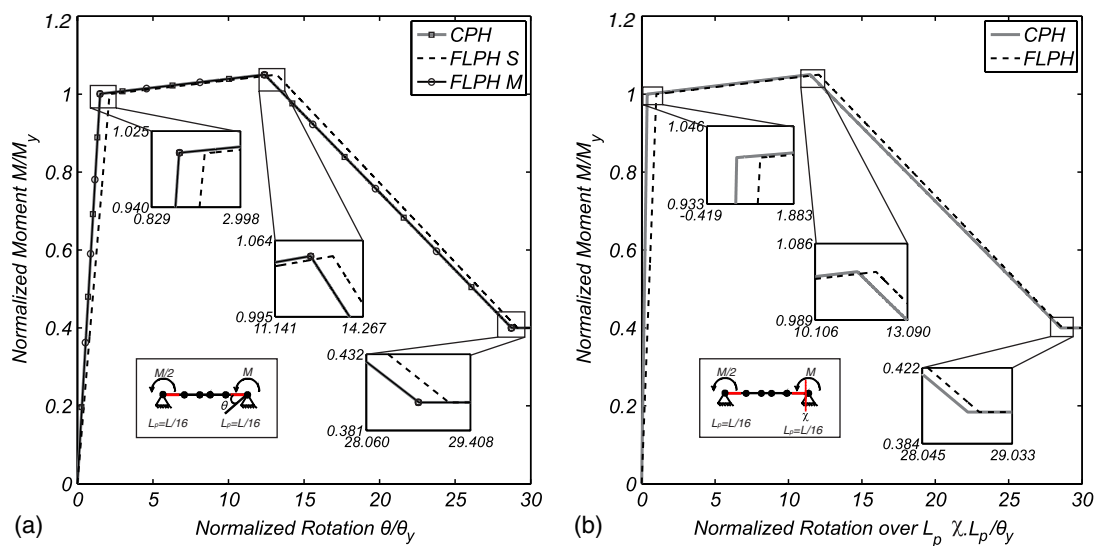 Normalized Moment M/My
1.2
1
0.8
0.6
0.4
0.2
0
0
5
10
15
20
25
30
CPH
FLPH S
FLPH M
1.025
0.940
0.829
2.998
1.064
0.995
11.141
14.267
0.432
0.381
28.060
29.408
M/2
M
θ
Lp=L/16
Lp=L/16
(a)
Normalized Rotation θ/θy
Normalized Moment M/My
1.2
1
0.8
0.6
0.4
0.2
0
0
5
10
15
20
25
30
CPH
FLPH
1.046
0.933
-0.419
1.883
1.086
0.989
10.106
13.090
0.422
0.384
28.045
29.033
M/2
M
χ
Lp=L/16
Lp=L/16
(b)
Normalized Rotation over Lp χ.Lp/θy